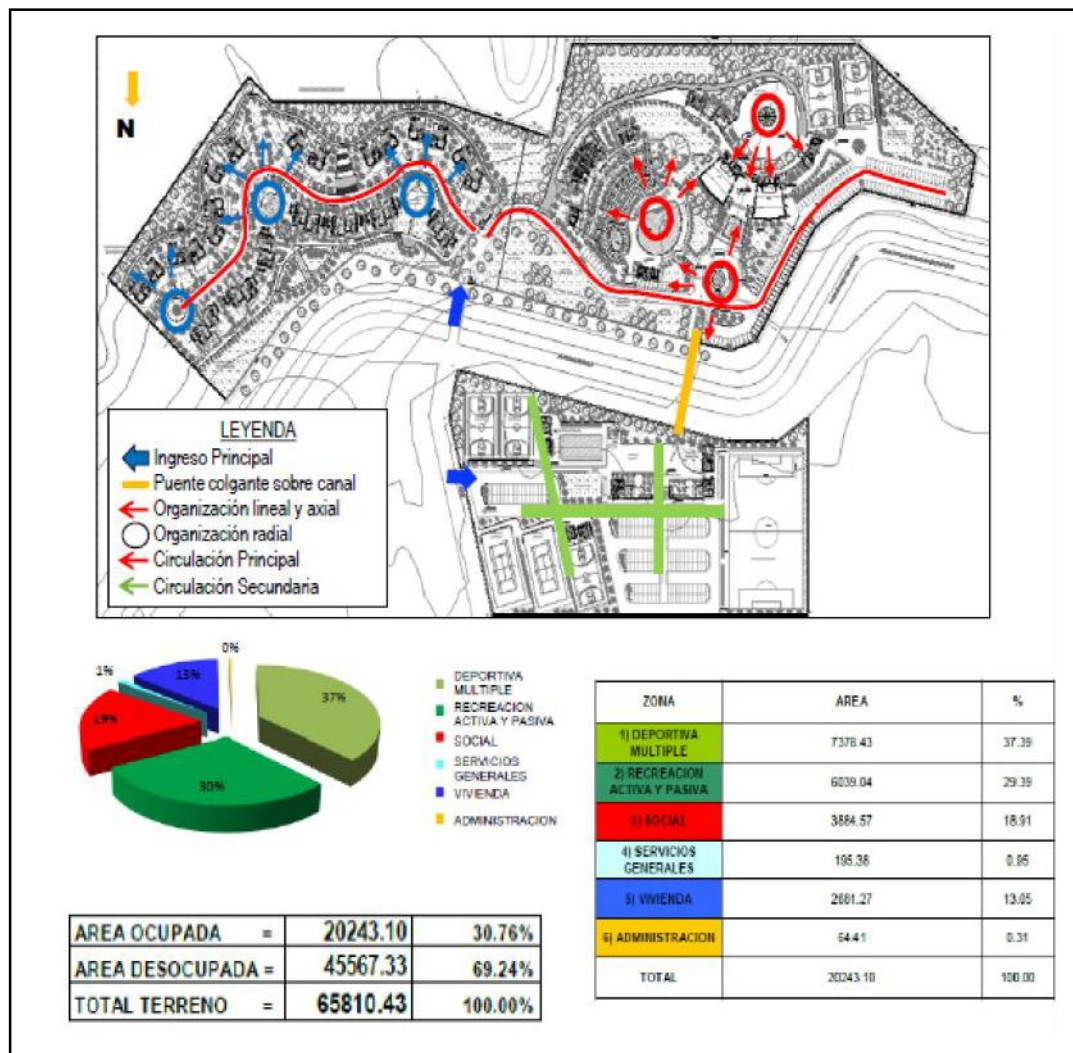 N
LEYENDA
Ingreso Principal
Puente colgante sobre canal
Organización lineal y axial
Organización radial
Circulación Principal
Circulación Secundaria
0%
1%
13%
37%
19%
30%
DEPORTIVA
MULTIPLE
RECREACION
ACTIVA Y PASIVA
SOCIAL
SERVICIOS
GENERALES
VIVIENDA
ADMINISTRACION
ZONA AREA %
1) DEPORTIVA
MULTIPLE 7378.43 37.39
2) RECREACION
ACTIVA Y PASIVA 6039.04 29.39
3) SOCIAL 3884.57 18.91
4) SERVICIOS
GENERALES 195.38 0.95
5) VIVIENDA 2681.27 13.05
6) ADMINISTRACION 64.41 0.31
TOTAL 20243.10 100.00
AREA OCUPADA = 20243.10 30.76%
AREA DESOCUPADA = 45567.33 69.24%
TOTAL TERRENO = 65810.43 100.00%